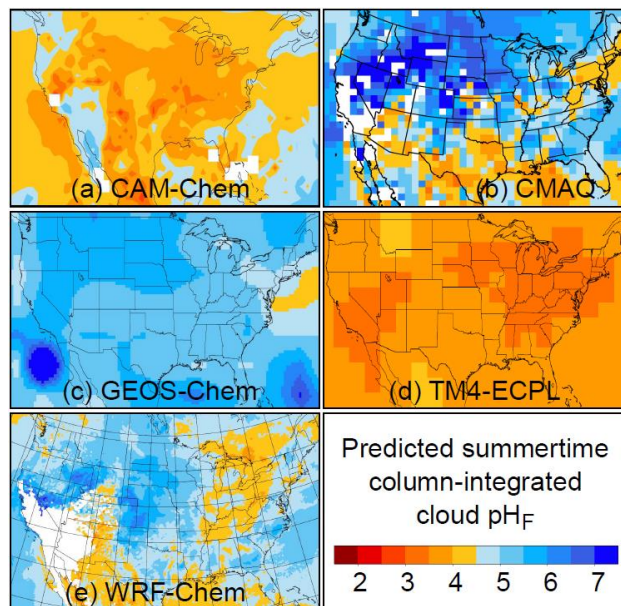 (a) CAM-Chem
(b) CMAQ
(c) GEOS-Chem
(d) TM4-ECPL
(e) WRF-Chem
Predicted summertime
column-integrated
cloud pHF
2 3 4 5 6 7